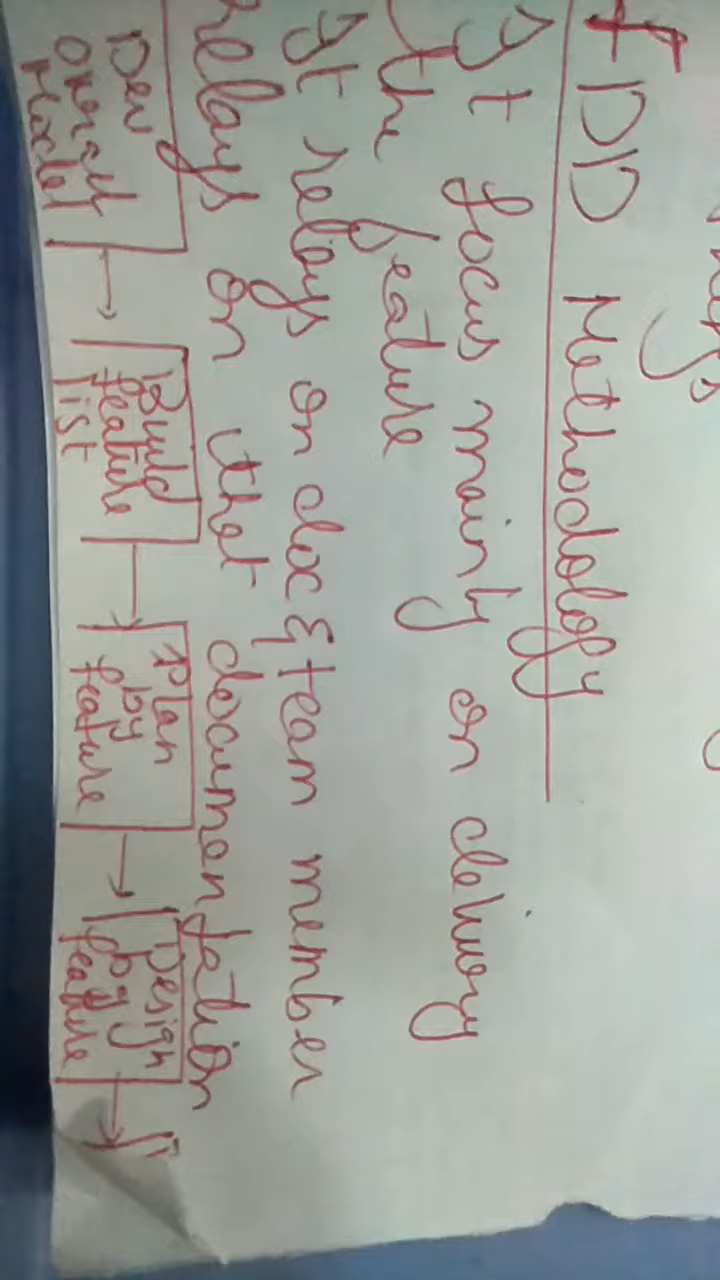 FDD Methodology
It focus mainly on delivery
the feature
It relays on doc & team member
relays on that documentation
Dev overall model → Build feature list → Plan by feature → Design by feature →